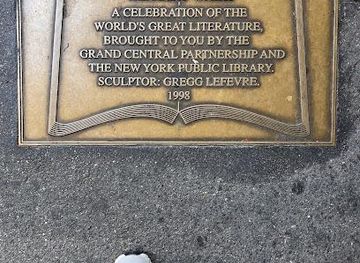 A CELEBRATION OF THE
WORLD'S GREAT LITERATURE,
BROUGHT TO YOU BY THE
GRAND CENTRAL PARTNERSHIP AND
THE NEW YORK PUBLIC LIBRARY.
SCULPTOR: GREGG LEFEVRE.
1998